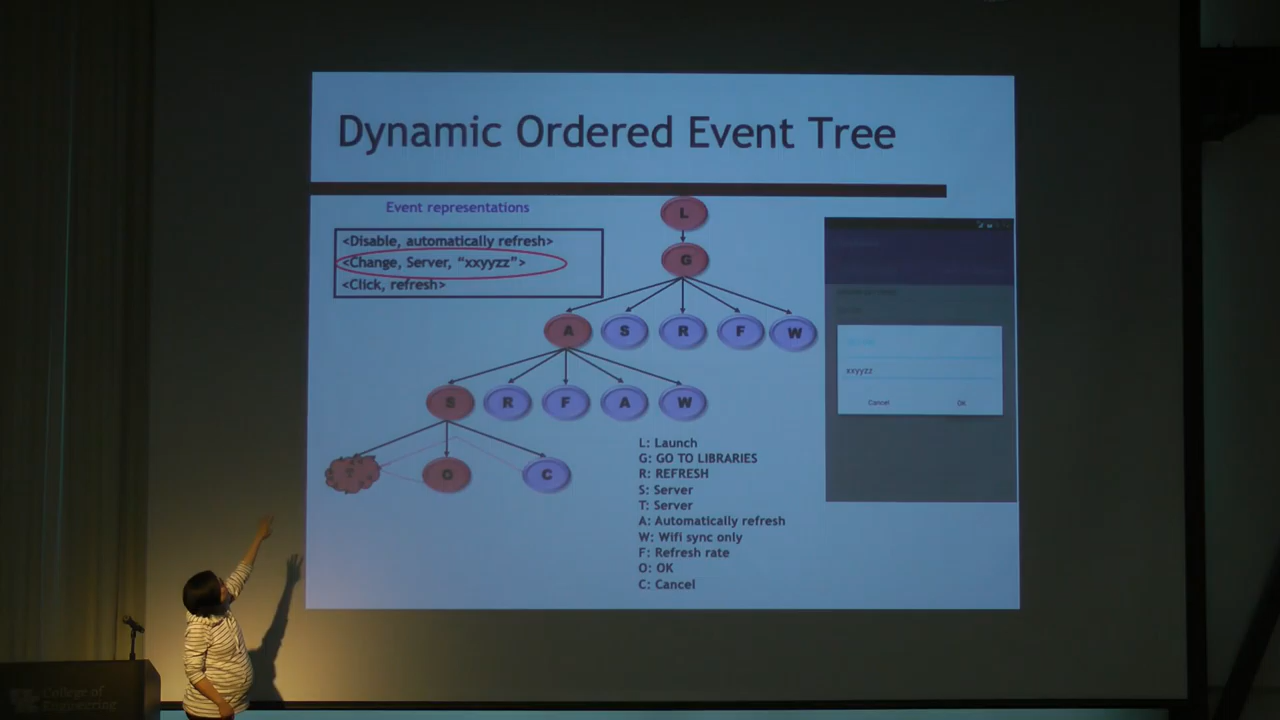 Dynamic Ordered Event Tree
Event representations
<Disable, automatically refresh>
<Change, Server, “xxyyzz”>
<Click, refresh>
L
G
A S R F W
S R F A W
O C
L: Launch
G: GO TO LIBRARIES
R: REFRESH
S: Server
T: Server
A: Automatically refresh
W: Wifi sync only
F: Refresh rate
O: OK
C: Cancel
xxyyzz
Cancel OK
College of
Engineering